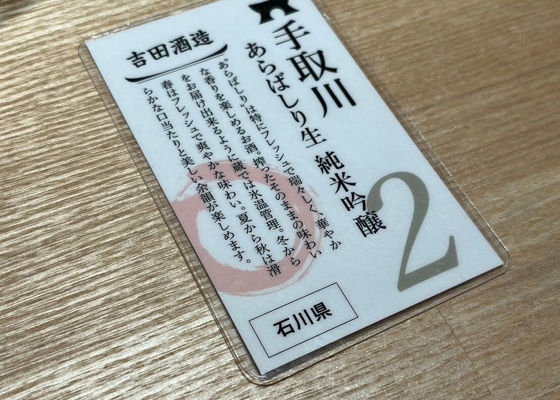 手取川
あらばしり生 純米吟醸
2
"あらばしり"は特にフレッシュで瑞々しく、華やか
な香りを楽しめるお酒。搾ったそのままの味わい
をお届け出来るように蔵では氷温管理。冬から
春はフレッシュで爽やかな味わい。夏から秋は滑
らかな口当たりと美しい余韻が楽しめます。
吉田酒造
石川県